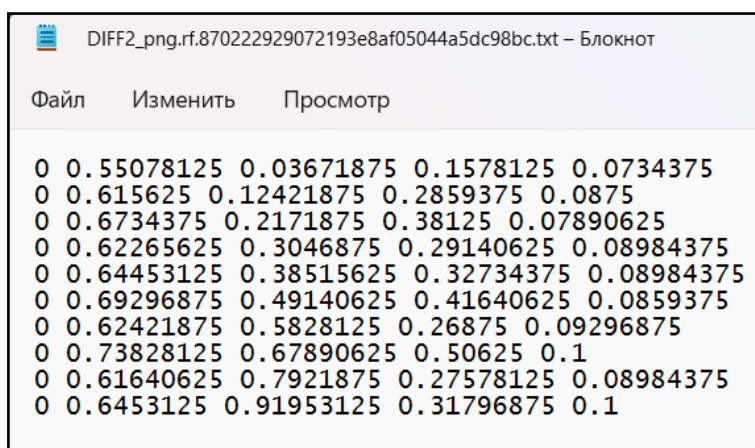 DIFF2_png.rf.870222929072193e8af05044a5dc98bc.txt – Блокнот
Файл Изменить Просмотр
0 0.55078125 0.03671875 0.1578125 0.0734375
0 0.615625 0.12421875 0.2859375 0.0875
0 0.6734375 0.2171875 0.38125 0.07890625
0 0.62265625 0.3046875 0.29140625 0.08984375
0 0.64453125 0.38515625 0.32734375 0.08984375
0 0.69296875 0.49140625 0.41640625 0.0859375
0 0.62421875 0.5828125 0.26875 0.09296875
0 0.73828125 0.67890625 0.50625 0.1
0 0.61640625 0.7921875 0.27578125 0.08984375
0 0.6453125 0.91953125 0.31796875 0.1